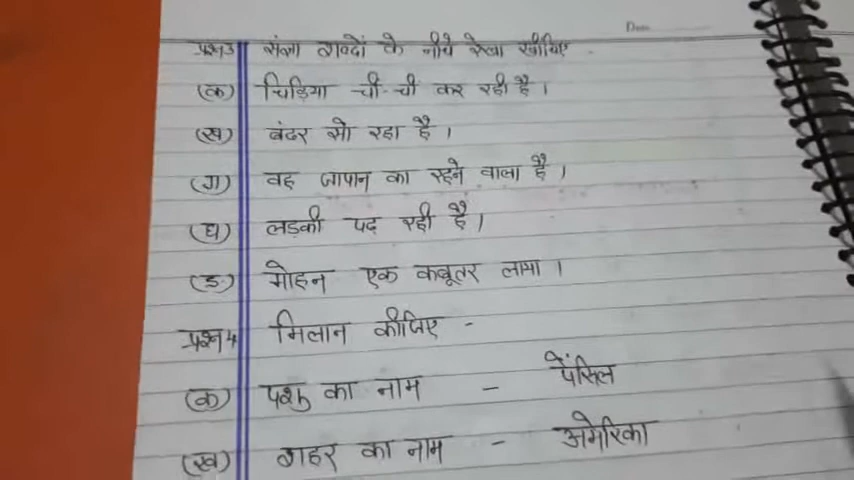 Date
प्रश्न3 संज्ञा शब्दों के नीचे रेखा खींचिए -
(क) चिड़िया चीं-चीं कर रही है।
(ख) बंदर सो रहा है।
(ग) वह जापान का रहने वाला है।
(घ) लड़की पढ़ रही है।
(ङ) मोहन एक कबूतर लाया।
प्रश्न4 मिलान कीजिए -
(क) पशु का नाम - पेंसिल
(ख) शहर का नाम - अमेरिका